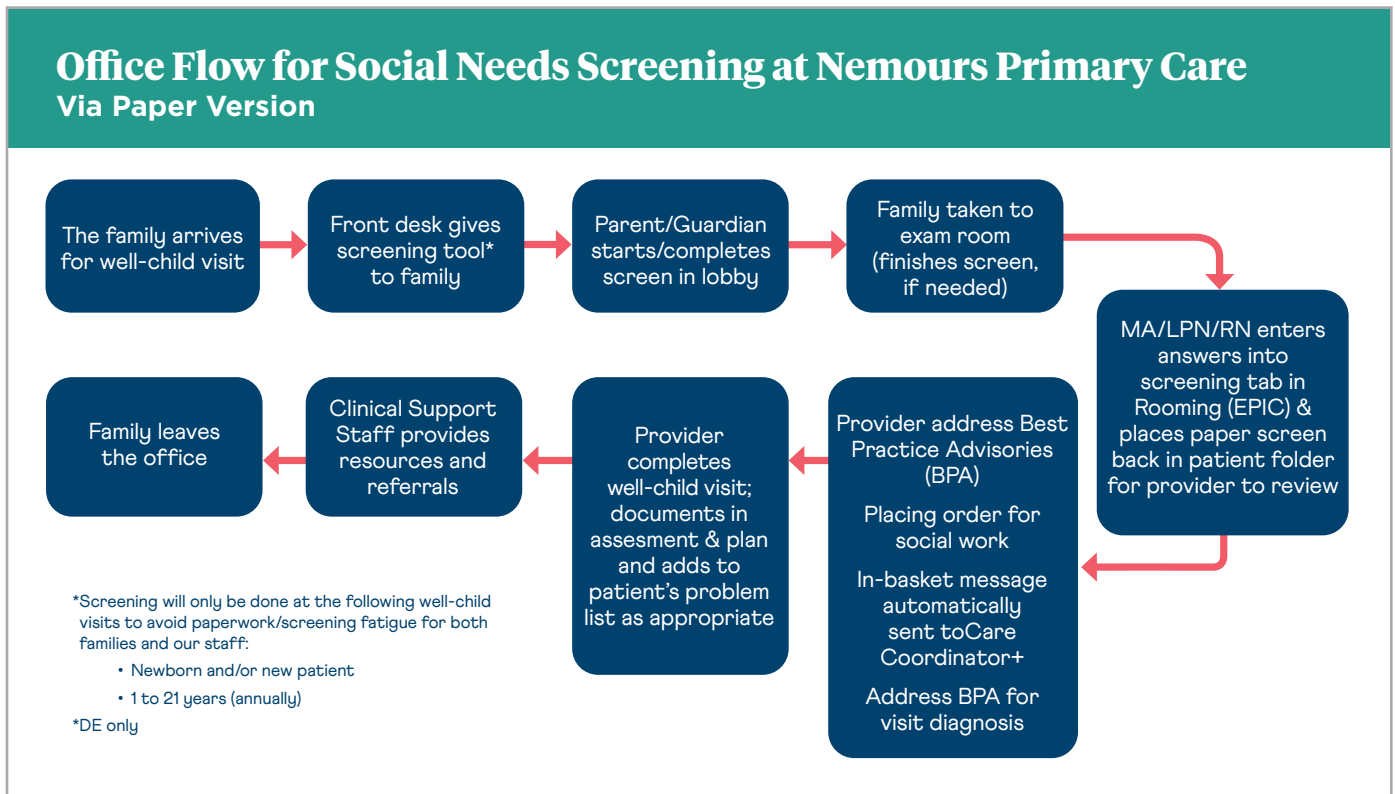 Office Flow for Social Needs Screening at Nemours Primary Care
Via Paper Version
The family arrives
for well-child visit
Front desk gives
screening tool*
to family
Parent/Guardian
starts/completes
screen in lobby
Family taken to
exam room
(finishes screen,
if needed)
MA/LPN/RN enters
answers into
screening tab in
Rooming (EPIC) &
places paper screen
back in patient folder
for provider to review
Provider address Best
Practice Advisories
(BPA)
Placing order for
social work
In-basket message
automatically
sent toCare
Coordinator+
Address BPA for
visit diagnosis
Provider
completes
well-child visit;
documents in
assesment & plan
and adds to
patient's problem
list as appropriate
Clinical Support
Staff provides
resources and
referrals
Family leaves
the office
*Screening will only be done at the following well-child
visits to avoid paperwork/screening fatigue for both
families and our staff:
• Newborn and/or new patient
• 1 to 21 years (annually)
*DE only